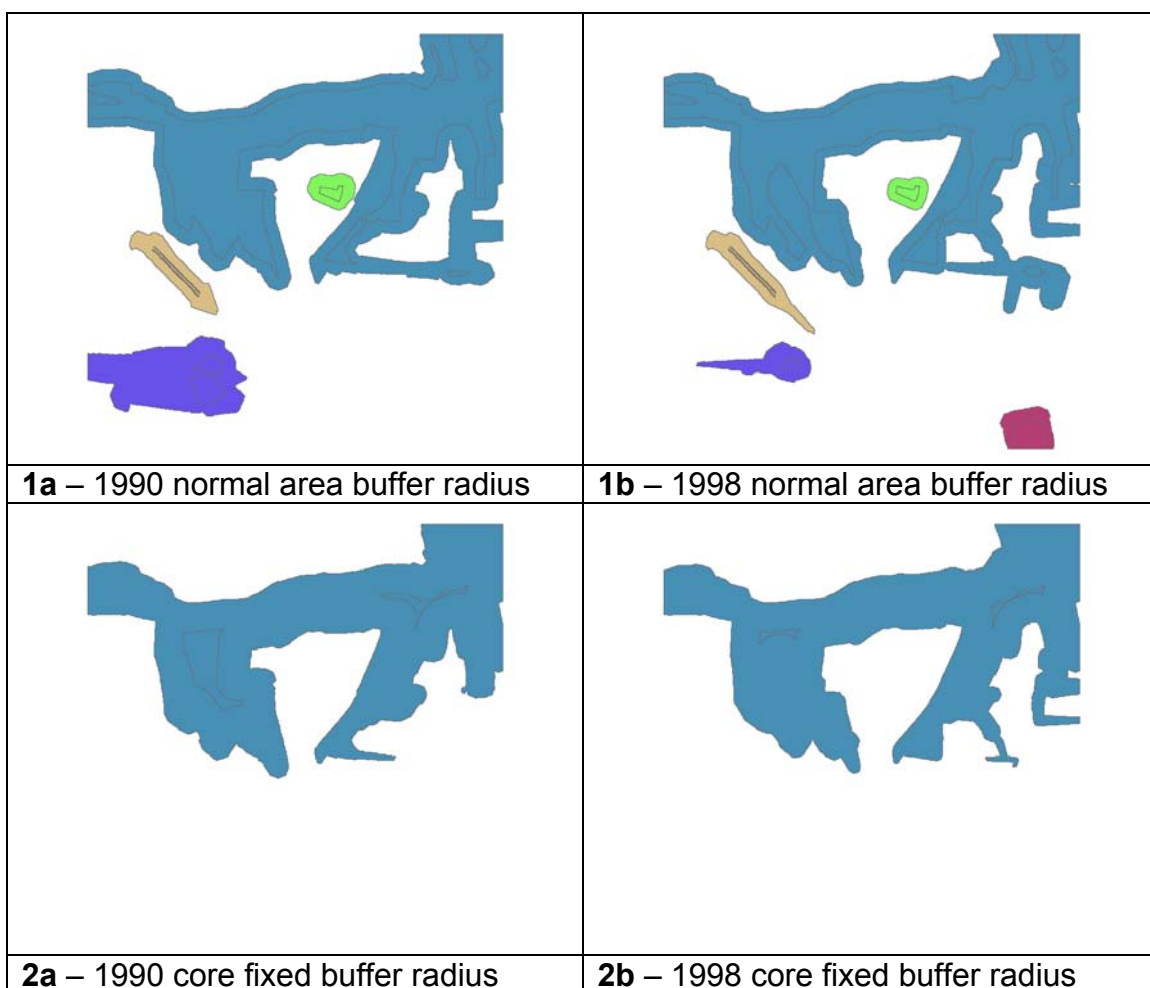 1a – 1990 normal area buffer radius
1b – 1998 normal area buffer radius
2a – 1990 core fixed buffer radius
2b – 1998 core fixed buffer radius